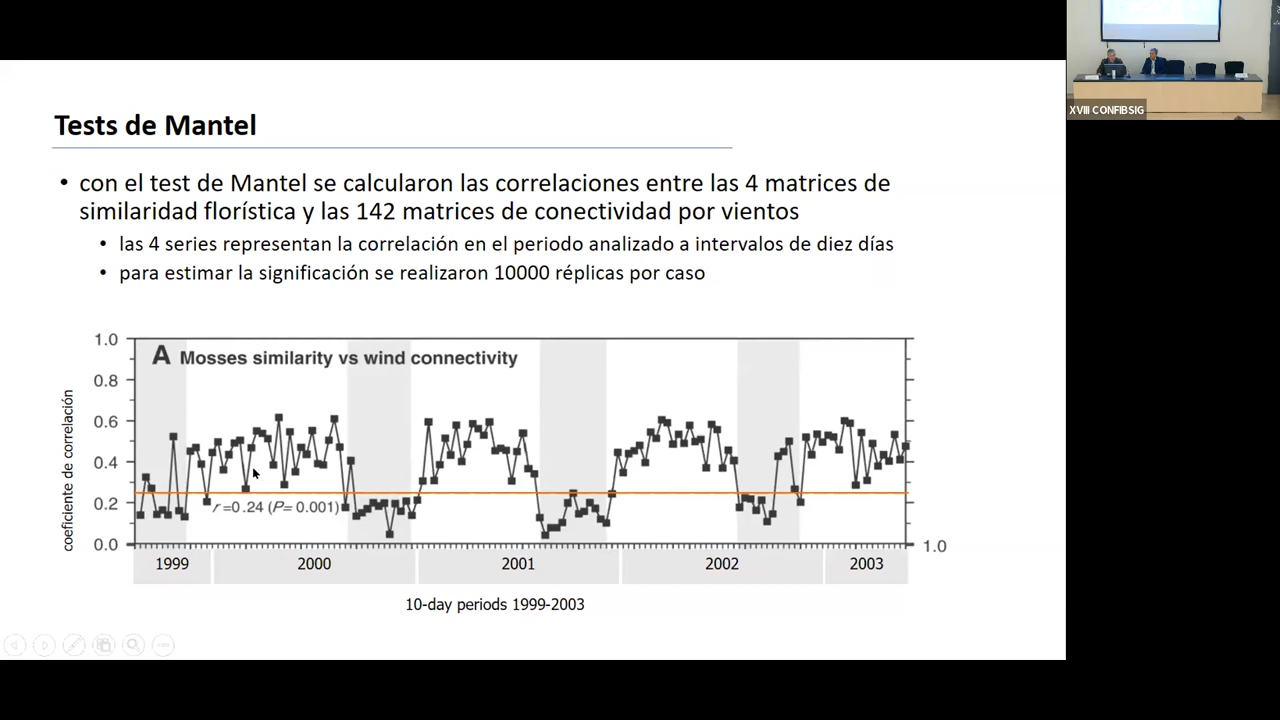 XVIII CONFIBSIG
Tests de Mantel
• con el test de Mantel se calcularon las correlaciones entre las 4 matrices de
similaridad florística y las 142 matrices de conectividad por vientos
• las 4 series representan la correlación en el periodo analizado a intervalos de diez días
• para estimar la significación se realizaron 10000 réplicas por caso
A Mosses similarity vs wind connectivity
coeficiente de correlación
1.0
0.8
0.6
0.4
0.2
0.0
r=0.24 (P=0.001)
1.0
1999 2000 2001 2002 2003
10-day periods 1999-2003